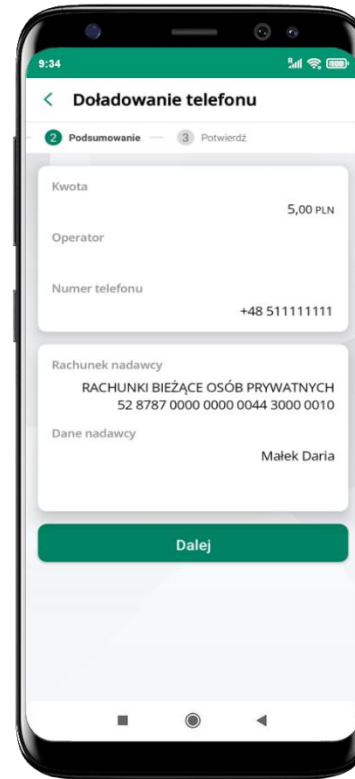 9:34
Doładowanie telefonu
2 Podsumowanie 3 Potwierdź
Kwota
5,00 PLN
Operator
Numer telefonu
+48 511111111
Rachunek nadawcy
RACHUNKI BIEŻĄCE OSÓB PRYWATNYCH
52 8787 0000 0000 0044 3000 0010
Dane nadawcy
Małek Daria
Dalej